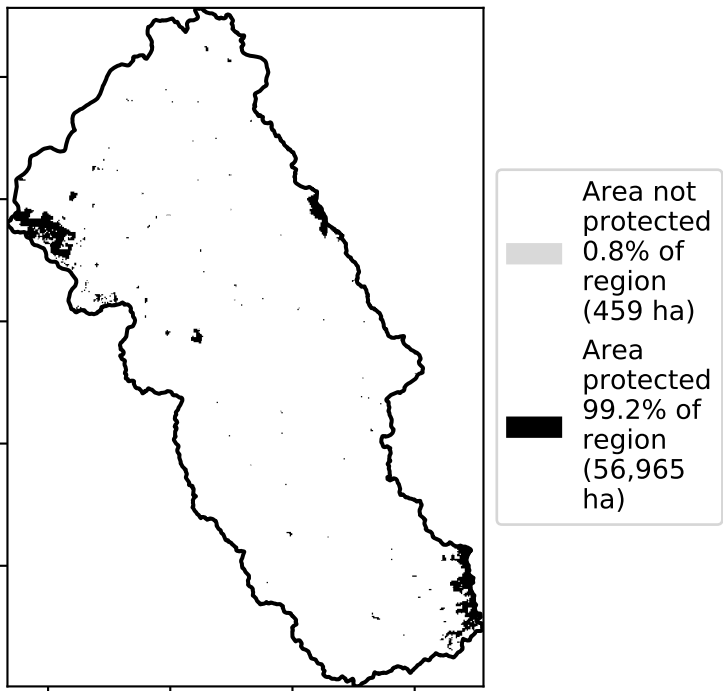 Area not
protected
0.8% of
region
(459 ha)
Area
protected
99.2% of
region
(56,965
ha)